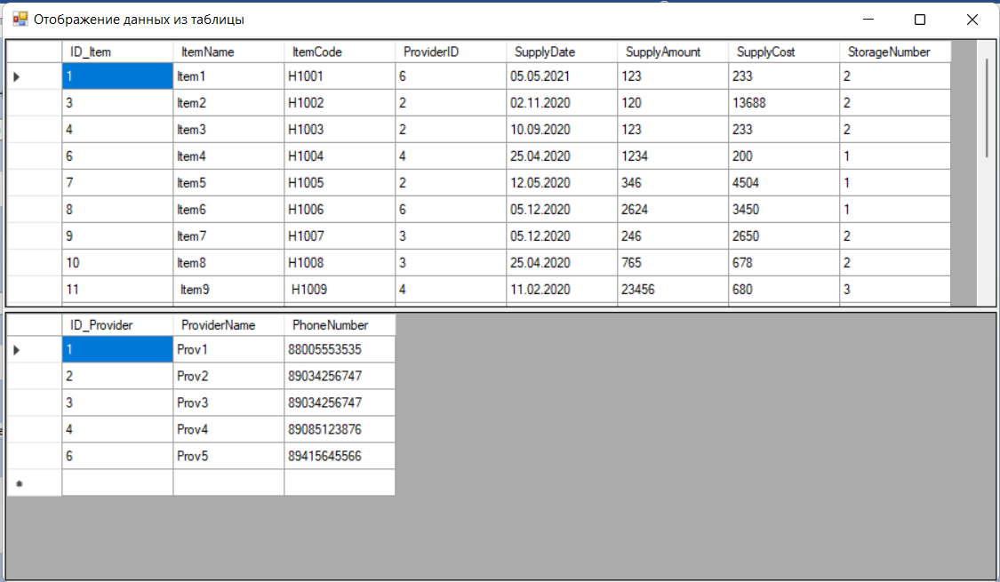 Отображение данных из таблицы
ID_Item ItemName ItemCode ProviderID SupplyDate SupplyAmount SupplyCost StorageNumber
1 Item1 H1001 6 05.05.2021 123 233 2
3 Item2 H1002 2 02.11.2020 120 13688 2
4 Item3 H1003 2 10.09.2020 123 233 2
6 Item4 H1004 4 25.04.2020 1234 200 1
7 Item5 H1005 2 12.05.2020 346 4504 1
8 Item6 H1006 6 05.12.2020 2624 3450 1
9 Item7 H1007 3 05.12.2020 246 2650 2
10 Item8 H1008 3 25.04.2020 765 678 2
11 Item9 H1009 4 11.02.2020 23456 680 3
ID_Provider ProviderName PhoneNumber
1 Prov1 88005553535
2 Prov2 89034256747
3 Prov3 89034256747
4 Prov4 89085123876
6 Prov5 89415645566